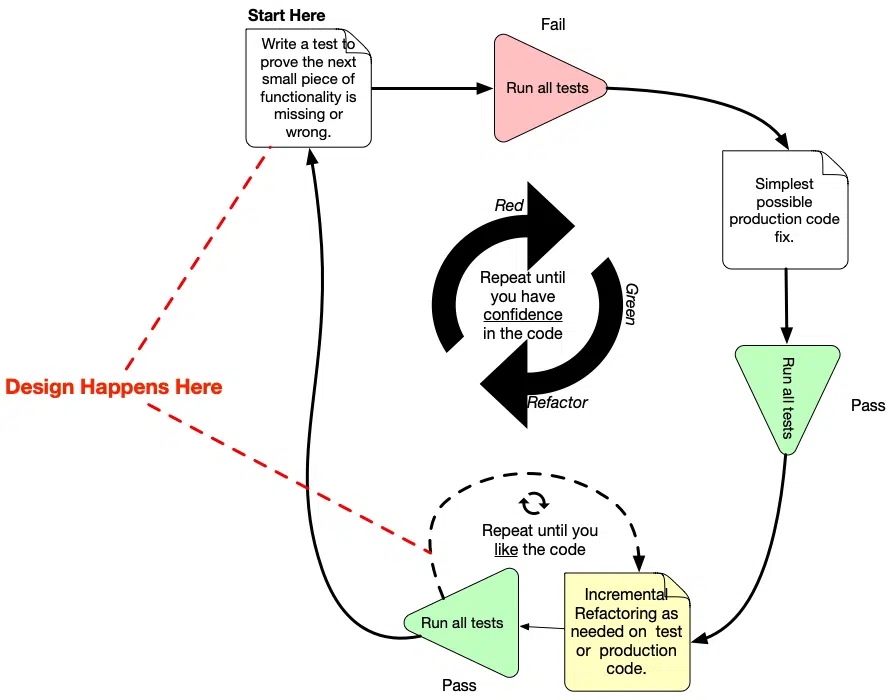 Start Here
Write a test to
prove the next
small piece of
functionality is
missing or
wrong.
Fail
Run all tests
Simplest
possible
production code
fix.
Red
Repeat until
you have
confidence
in the code
Green
Refactor
Run all tests
Pass
Design Happens Here
Repeat until you
like the code
Incremental
Refactoring as
needed on test
or production
code.
Run all tests
Pass